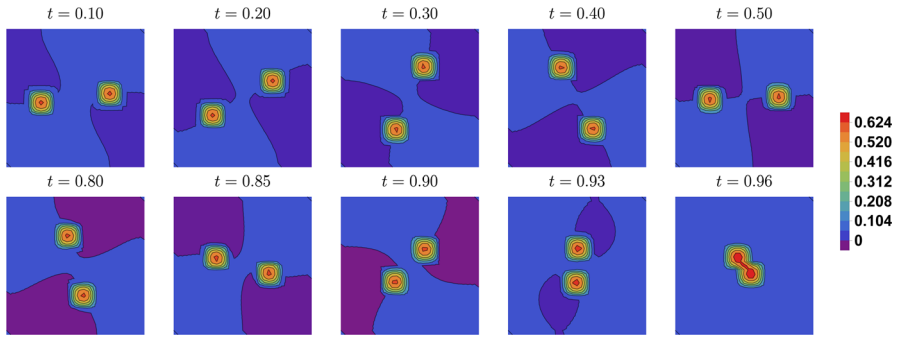 t = 0.10
t = 0.20
t = 0.30
t = 0.40
t = 0.50
t = 0.80
t = 0.85
t = 0.90
t = 0.93
t = 0.96
0.624
0.520
0.416
0.312
0.208
0.104
0